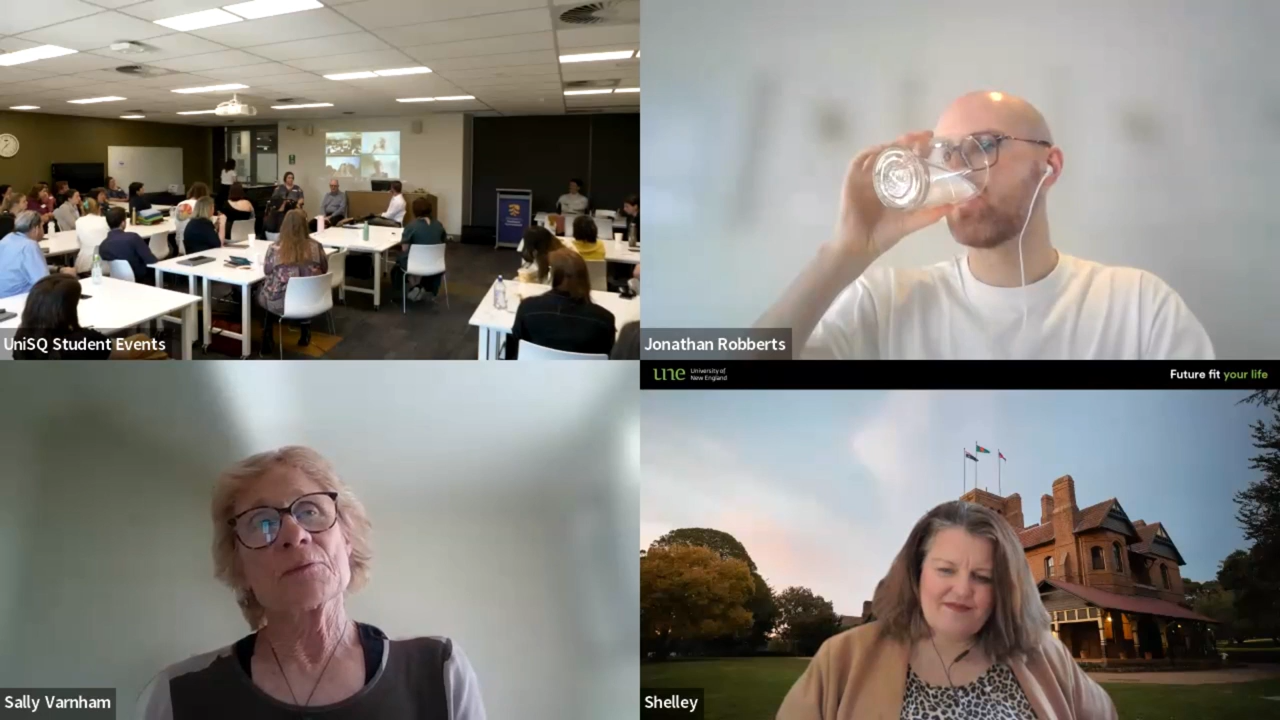 UniSQ Student Events
Jonathan Robberts
une University of
New England
Future fit your life
Sally Varnham
Shelley